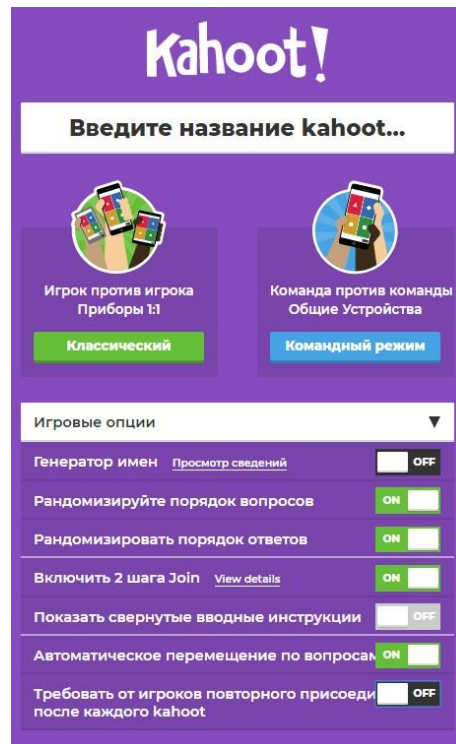 Kahoot!
Введите название kahoot...
Игрок против игрока
Приборы 1:1
Классический
Команда против команды
Общие Устройства
Командный режим
Игровые опции ▼
Генератор имен Просмотр сведений OFF
Рандомизируйте порядок вопросов ON
Рандомизировать порядок ответов ON
Включить 2 шага Join View details ON
Показать свернутые вводные инструкции OFF
Автоматическое перемещение по вопросам ON
Требовать от игроков повторного присоеди OFF
после каждого kahoot